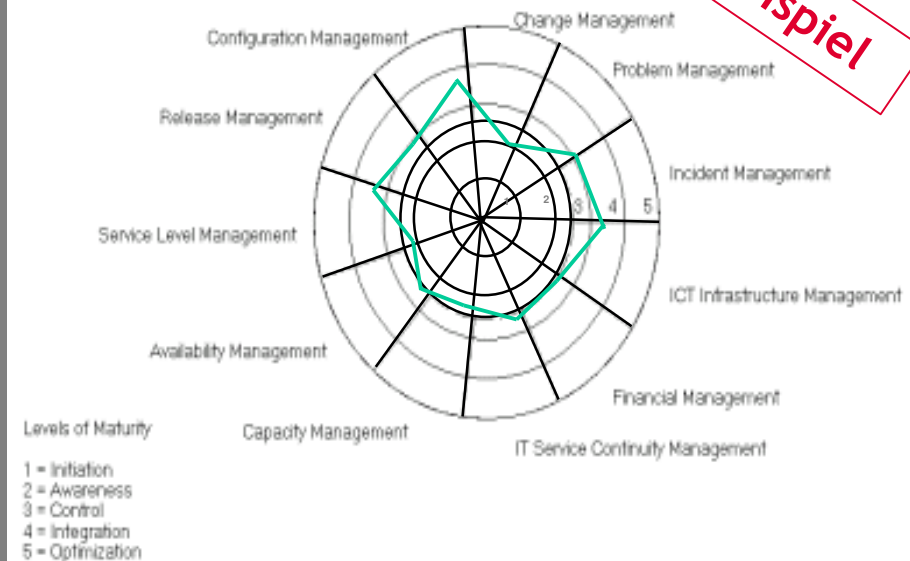 Change Management
spiel
Configuration Management
Problem Management
Release Management
Incident Management
1 2 3 4 5
Service Level Management
ICT Infrastructure Management
Availability Management
Financial Management
Capacity Management
IT Service Continuity Management
Levels of Maturity
1 = Initiation
2 = Awareness
3 = Control
4 = Integration
5 = Optimization